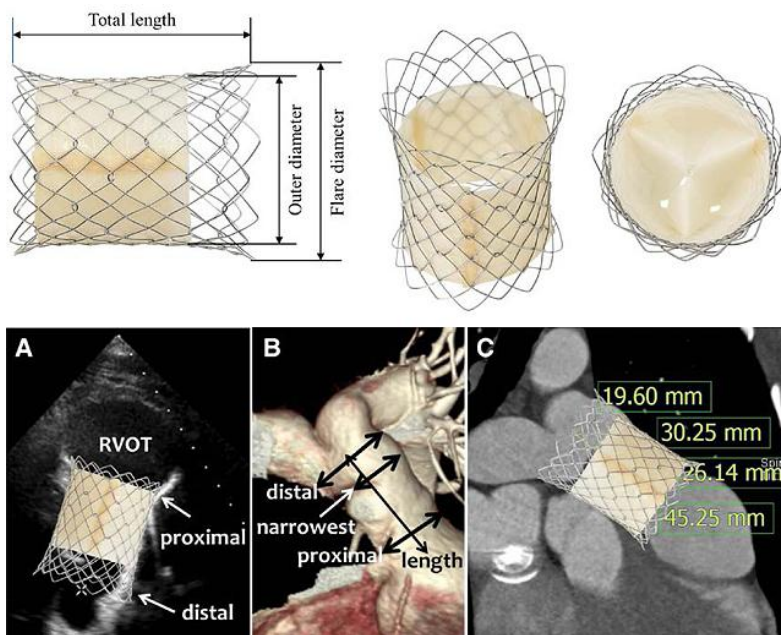 Total length
Outer diameter
Flare diameter
A
RVOT
proximal
distal
B
distal
narrowest
proximal
length
C
19.60 mm
30.25 mm
26.14 mm
45.25 mm